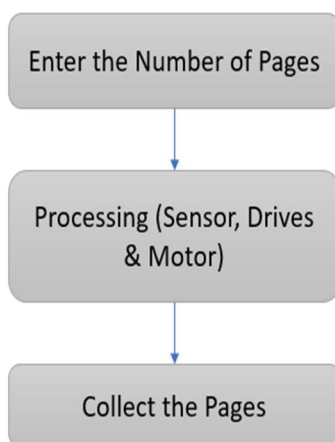 Enter the Number of Pages
Processing (Sensor, Drives
& Motor)
Collect the Pages